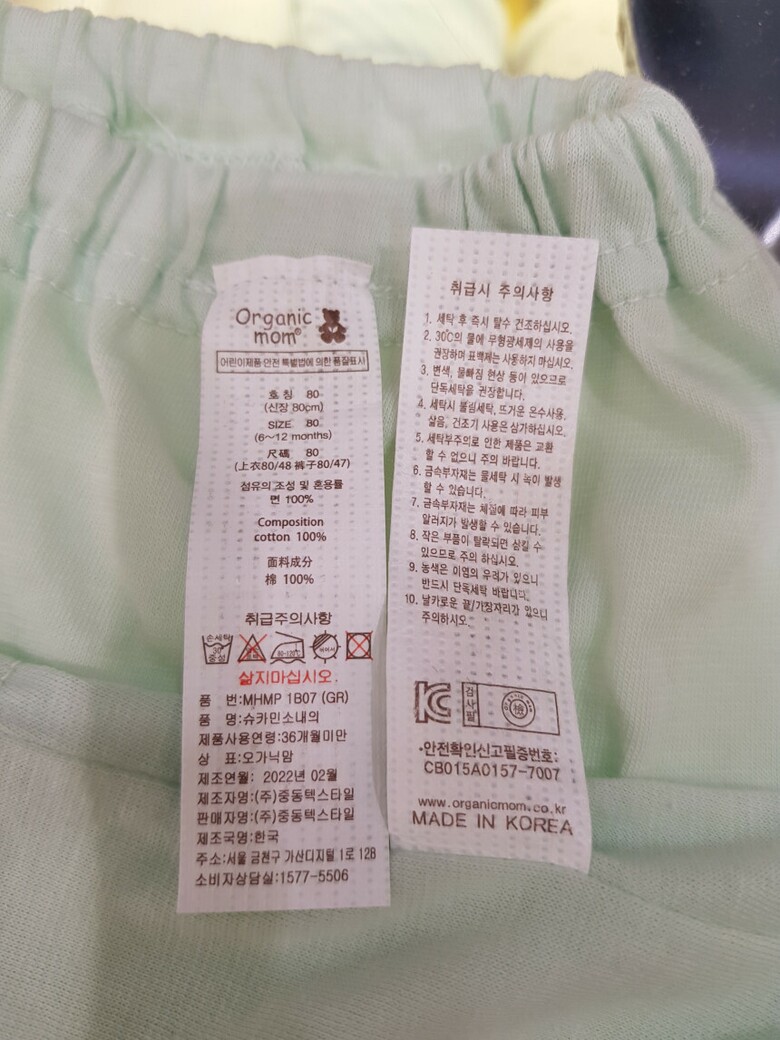 Organic
mom®
어린이제품 안전 특별법에 의한 품질표시
호 칭 80
(신장 80cm)
SIZE 80
(6~12 months)
尺碼 80
(上衣80/48 裤子80/47)
섬유의 조성 및 혼용률
면 100%
Composition
cotton 100%
面料成分
棉 100%
취급주의사항
손세탁
30
중성
80~120℃
삶지마십시오.
품 번:MHMP 1B07 (GR)
품 명:슈카민소내의
제품사용연령:36개월미만
상 표:오가닉맘
제조연월: 2022년 02월
제조자명:(주)중동텍스타일
판매자명:(주)중동텍스타일
제조국명:한국
주소:서울 금천구 가산디지털 1로 128
소비자상담실:1577-5506
취급시 주의사항
1. 세탁 후 즉시 탈수 건조하십시오.
2. 30℃의 물에 무형광세제의 사용을
권장하며 표백제는 사용하지 마십시오.
3. 변색, 물빠짐 현상 등이 있으므로
단독세탁을 권장합니다.
4. 세탁시 불림세탁, 뜨거운 온수사용,
삶음, 건조기 사용은 삼가하십시오.
5. 세탁부주의로 인한 제품은 교환
할 수 없으니 주의 바랍니다.
6. 금속부자재는 물세탁 시 녹이 발생
할 수 있습니다.
7. 금속부자재는 체질에 따라 피부
알러지가 발생할 수 있습니다.
8. 작은 부품이 탈락되면 삼킬 수
있으므로 주의 하십시오.
9. 농색은 이염의 우려가 있으니
반드시 단독세탁 바랍니다.
10. 날카로운 끝/가장자리가 있으니
주의하시오.
KC
검사필
檢
•안전확인신고필증번호:
CB015A0157-7007
www.organicmom.co.kr
MADE IN KOREA